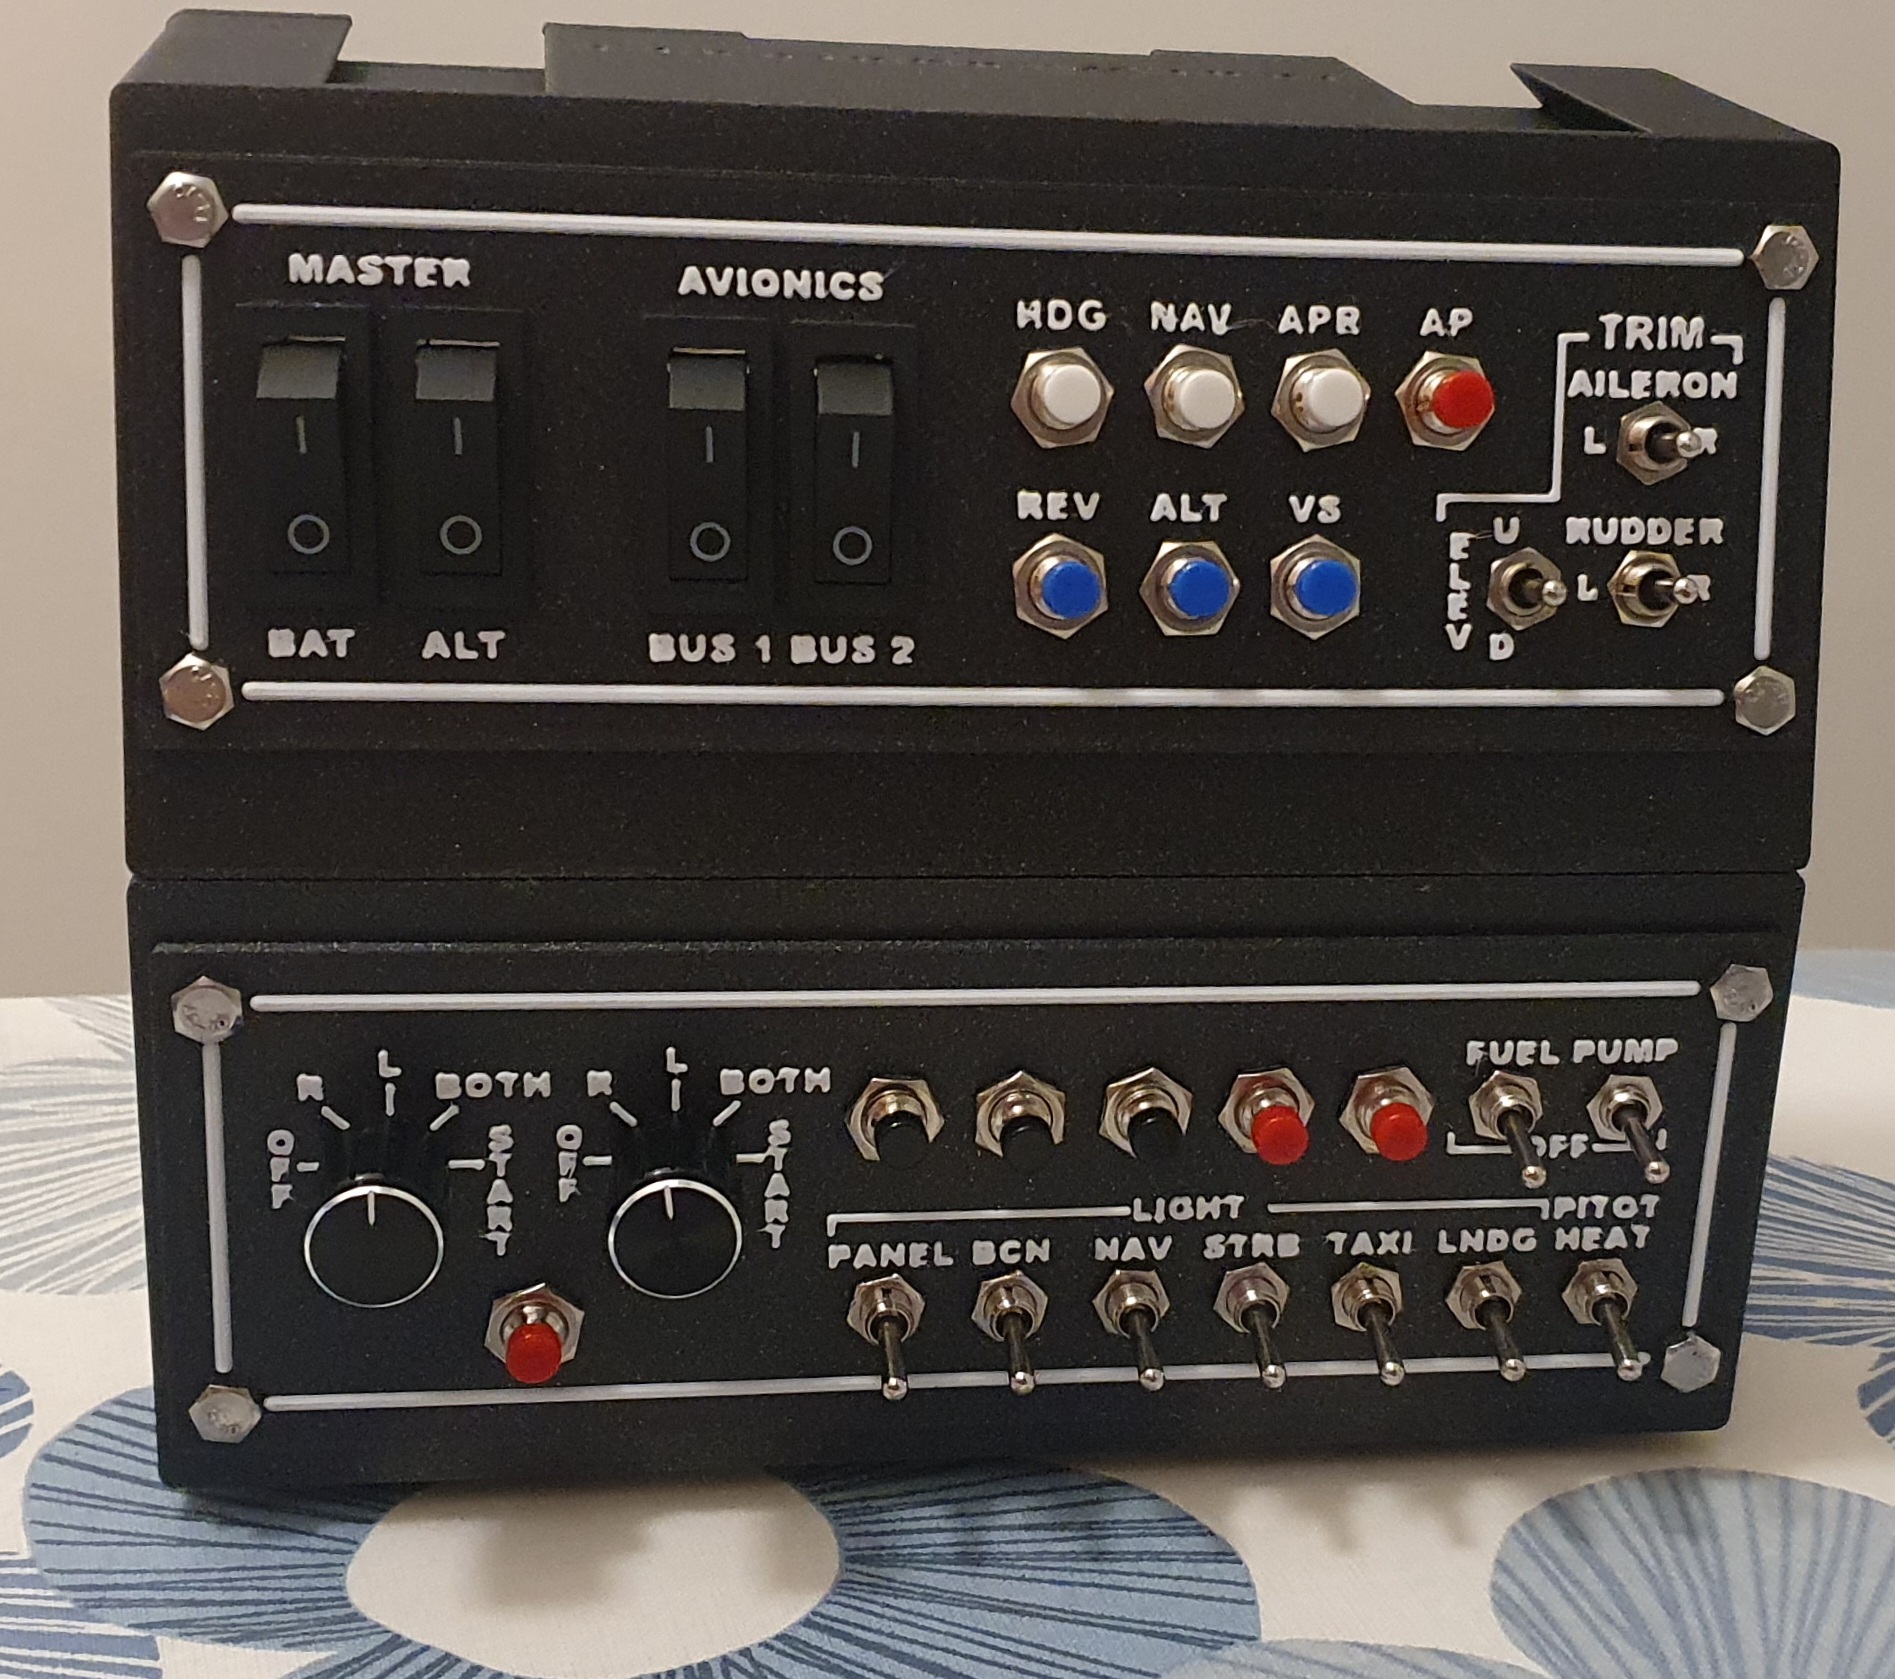 MASTER
AVIONICS
HDG NAV APR AP
TRIM
AILERON
L R
REV ALT VS
ELEV
U
D
RUDDER
L R
BAT ALT
BUS 1 BUS 2
OFF R L BOTH START
OFF R L BOTH START
FUEL PUMP
OFF
LIGHT
PITOT
PANEL BCN NAV STRB TAXI LNDG HEAT